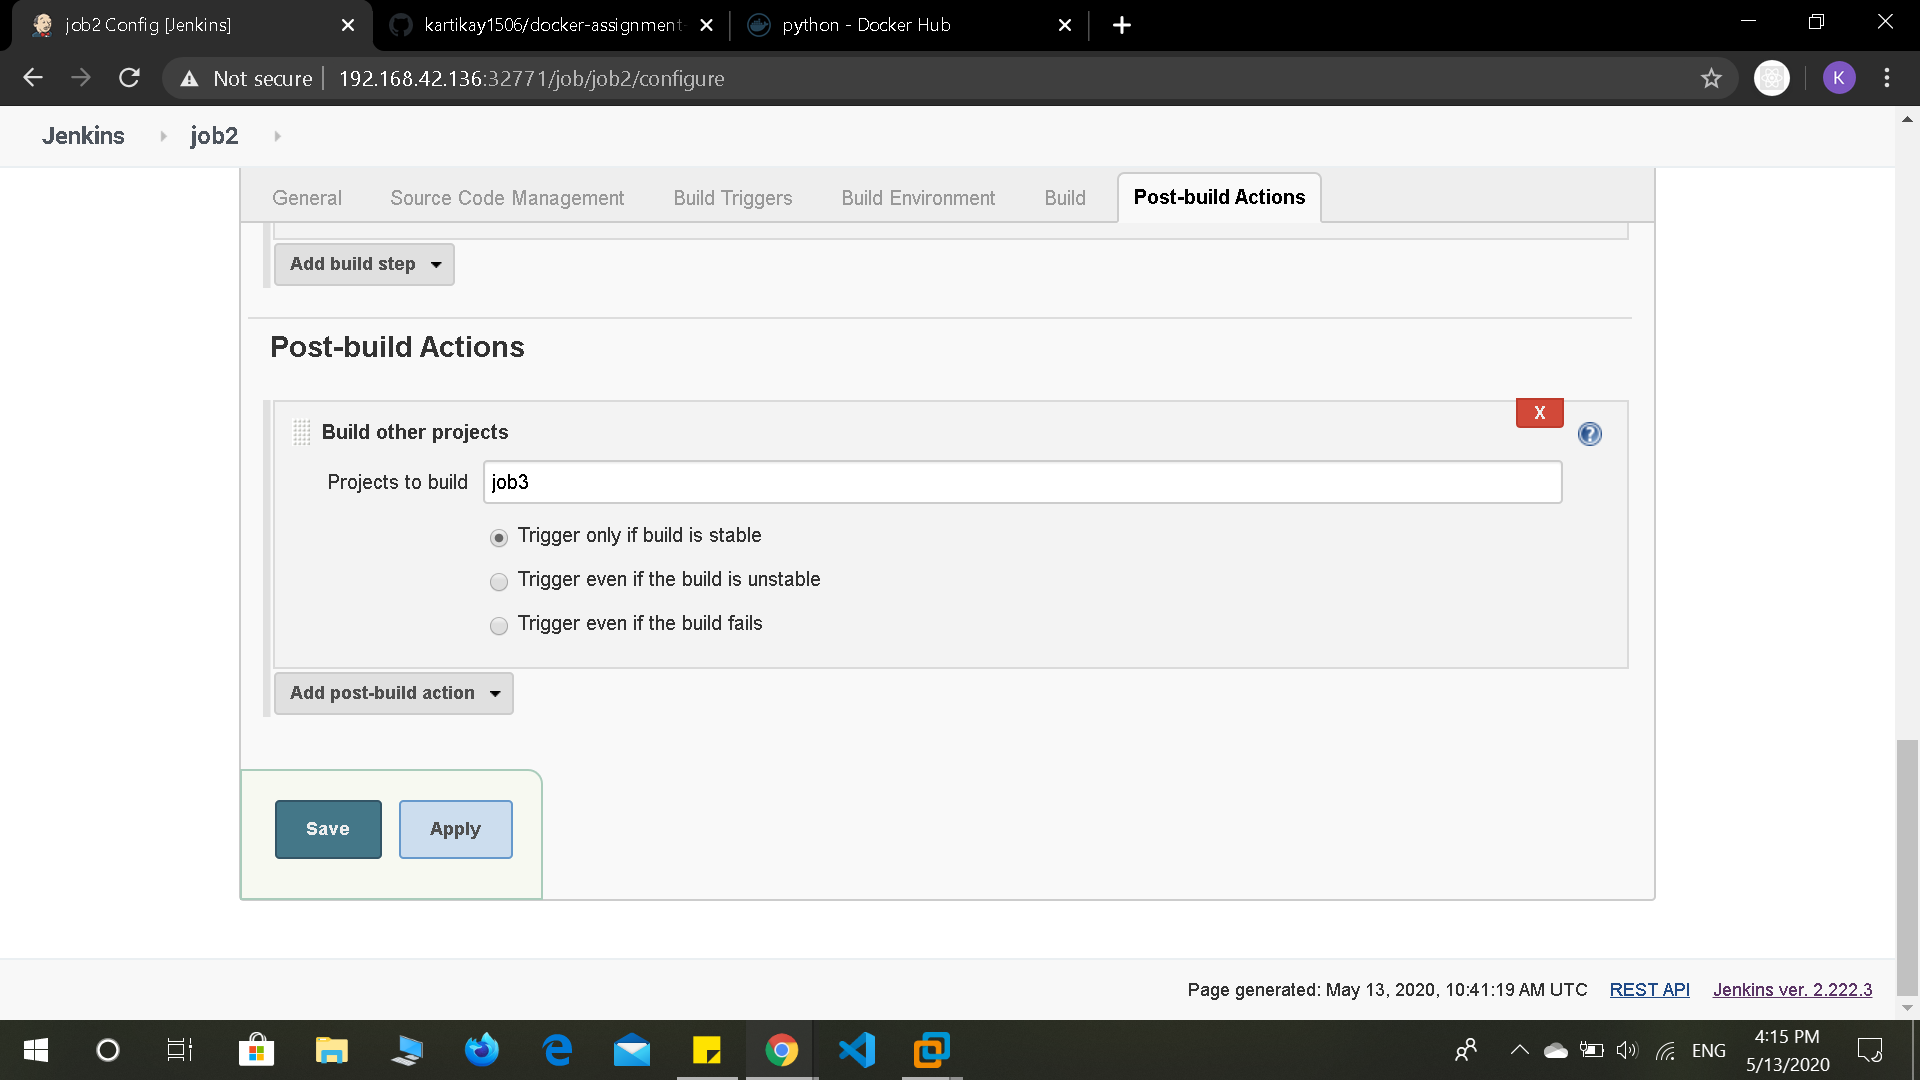 job2 Config [Jenkins]
kartikay1506/docker-assignment-
python - Docker Hub
Not secure
192.168.42.136:32771/job/job2/configure
K
Jenkins
job2
General
Source Code Management
Build Triggers
Build Environment
Build
Post-build Actions
Add build step
Post-build Actions
X
Build other projects
?
Projects to build
job3
Trigger only if build is stable
Trigger even if the build is unstable
Trigger even if the build fails
Add post-build action
Save
Apply
Page generated: May 13, 2020, 10:41:19 AM UTC
REST API
Jenkins ver. 2.222.3
ENG
4:15 PM
5/13/2020